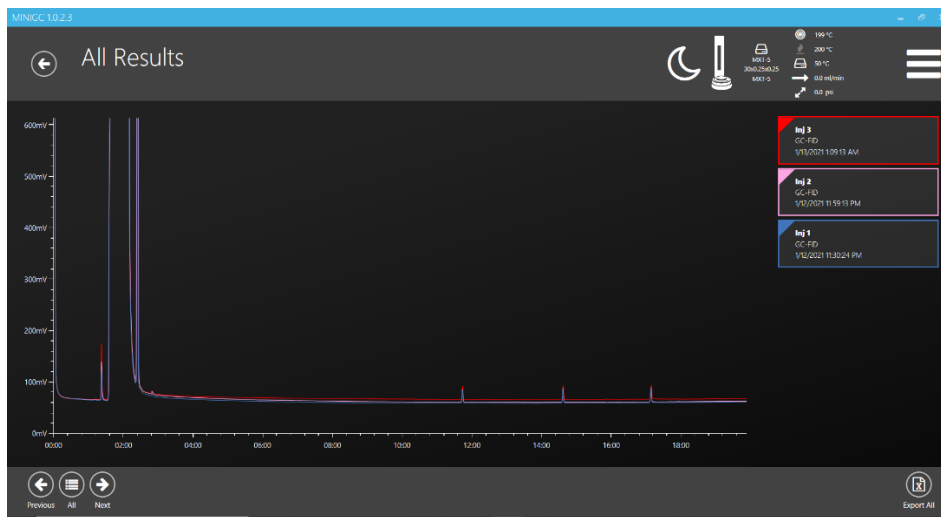 MINIGC 1.0.2.3
All Results
MXT-5
30x0.25x0.25
MXT-5
199 °C
200 °C
50 °C
0.0 ml/min
0.0 psi
600mV
500mV
400mV
300mV
200mV
100mV
0mV
00:00 02:00 04:00 06:00 08:00 10:00 12:00 14:00 16:00 18:00
Inj 3
GC-FID
1/13/2021 1:09:13 AM
Inj 2
GC-FID
1/12/2021 11:59:13 PM
Inj 1
GC-FID
1/12/2021 11:30:24 PM
Previous All Next
Export All